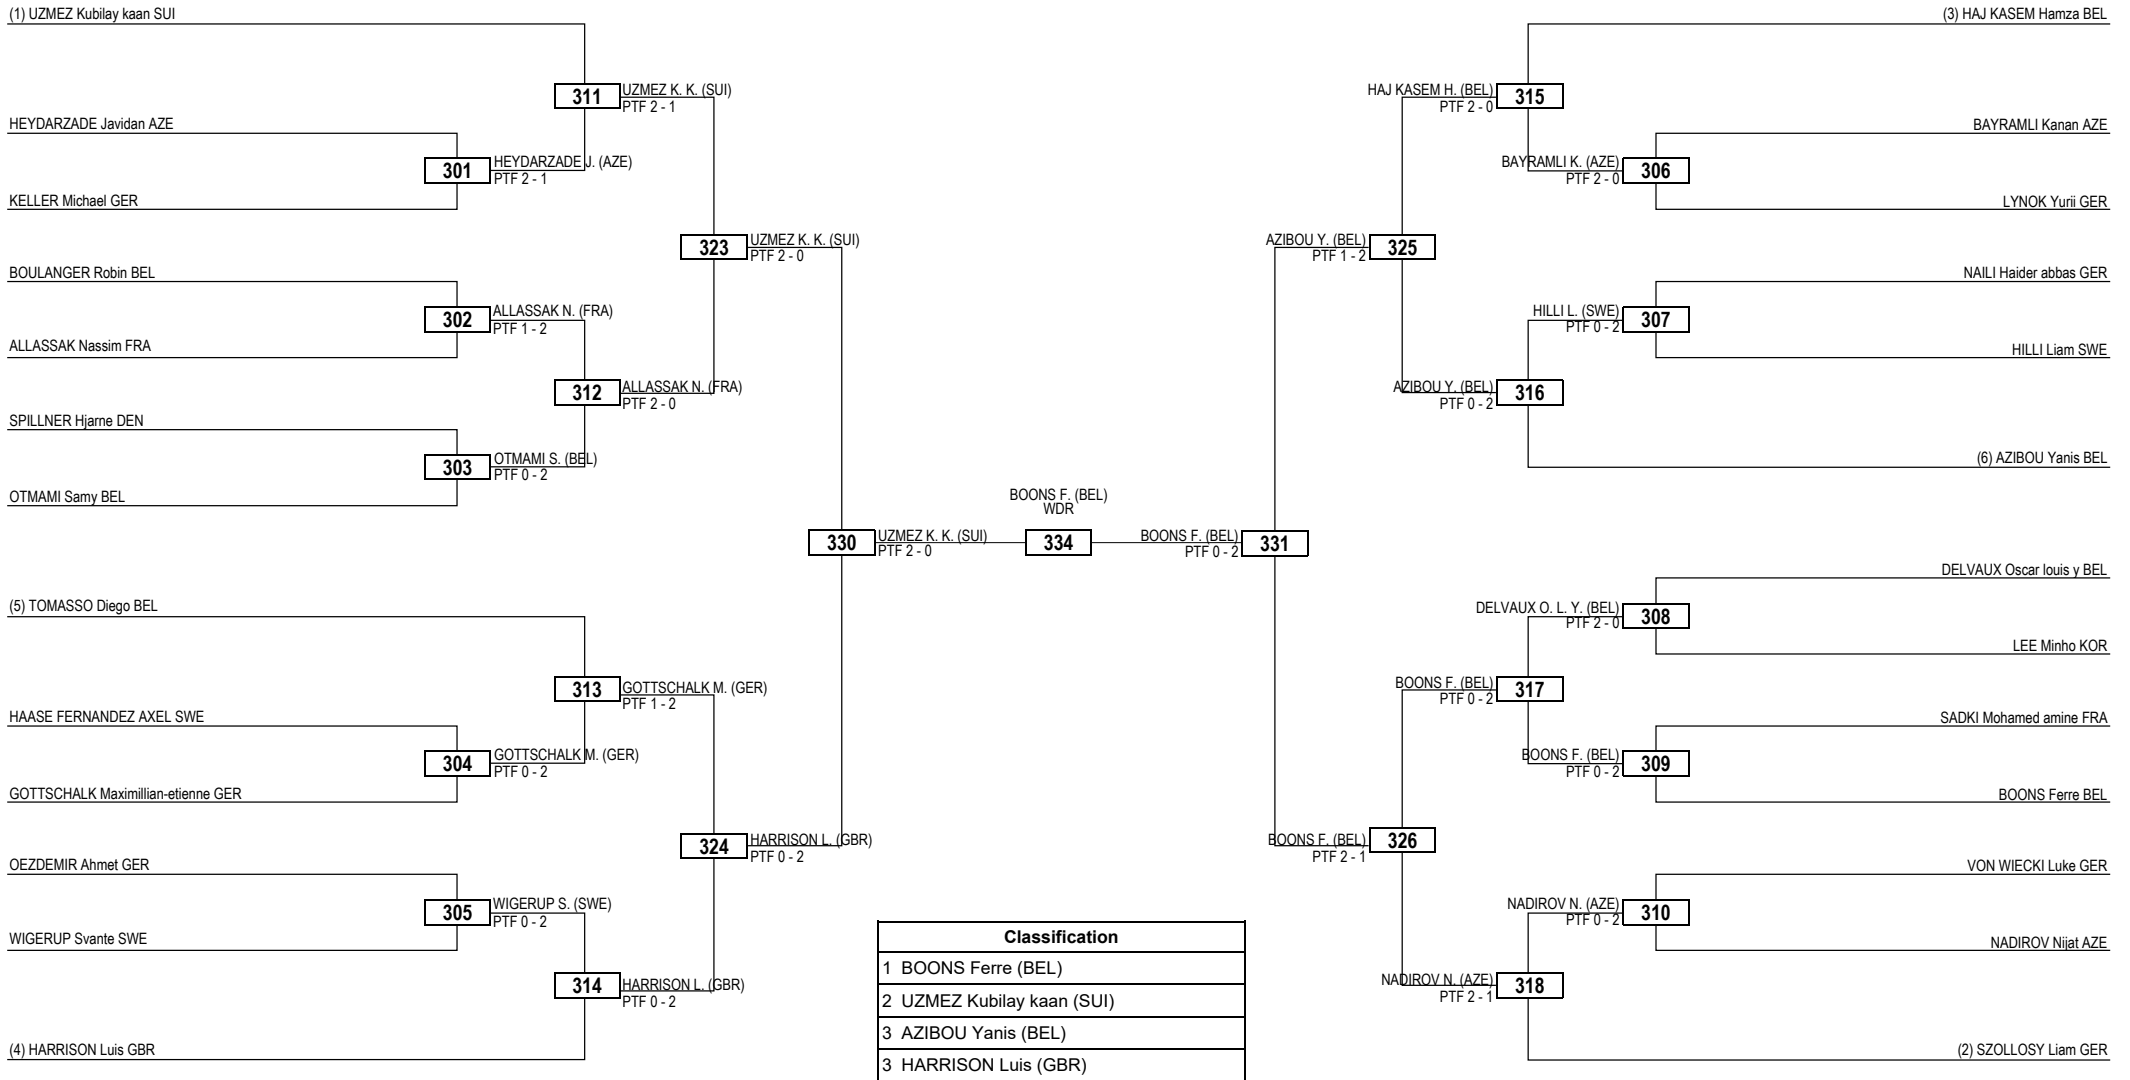 (1) UZMEZ Kubilay kaan SUI
311
UZMEZ K. K. (SUI)
PTF 2 - 1
HEYDARZADE Javidan AZE
301
HEYDARZADE J. (AZE)
PTF 2 - 1
KELLER Michael GER
323
UZMEZ K. K. (SUI)
PTF 2 - 0
BOULANGER Robin BEL
302
ALLASSAK N. (FRA)
PTF 1 - 2
ALLASSAK Nassim FRA
312
ALLASSAK N. (FRA)
PTF 2 - 0
SPILLNER Hjarne DEN
303
OTMAMI S. (BEL)
PTF 0 - 2
OTMAMI Samy BEL
330
UZMEZ K. K. (SUI)
PTF 2 - 0
(5) TOMASSO Diego BEL
313
GOTTSCHALK M. (GER)
PTF 1 - 2
HAASE FERNANDEZ AXEL SWE
304
GOTTSCHALK M. (GER)
PTF 0 - 2
GOTTSCHALK Maximillian-etienne GER
324
HARRISON L. (GBR)
PTF 0 - 2
OEZDEMIR Ahmet GER
305
WIGERUP S. (SWE)
PTF 0 - 2
WIGERUP Svante SWE
314
HARRISON L. (GBR)
PTF 0 - 2
(4) HARRISON Luis GBR
BOONS F. (BEL)
WDR
334
(3) HAJ KASEM Hamza BEL
HAJ KASEM H. (BEL)
PTF 2 - 0
315
BAYRAMLI Kanan AZE
BAYRAMLI K. (AZE)
PTF 2 - 0
306
LYNOK Yurii GER
AZIBOU Y. (BEL)
PTF 1 - 2
325
NAILI Haider abbas GER
HILLI L. (SWE)
PTF 0 - 2
307
HILLI Liam SWE
AZIBOU Y. (BEL)
PTF 0 - 2
316
(6) AZIBOU Yanis BEL
BOONS F. (BEL)
PTF 0 - 2
331
DELVAUX Oscar louis y BEL
DELVAUX O. L. Y. (BEL)
PTF 2 - 0
308
LEE Minho KOR
BOONS F. (BEL)
PTF 0 - 2
317
SADKI Mohamed amine FRA
BOONS F. (BEL)
PTF 0 - 2
309
BOONS Ferre BEL
BOONS F. (BEL)
PTF 2 - 1
326
VON WIECKI Luke GER
NADIROV N. (AZE)
PTF 0 - 2
310
NADIROV Nijat AZE
NADIROV N. (AZE)
PTF 2 - 1
318
(2) SZOLLOSY Liam GER
Classification
1 BOONS Ferre (BEL)
2 UZMEZ Kubilay kaan (SUI)
3 AZIBOU Yanis (BEL)
3 HARRISON Luis (GBR)